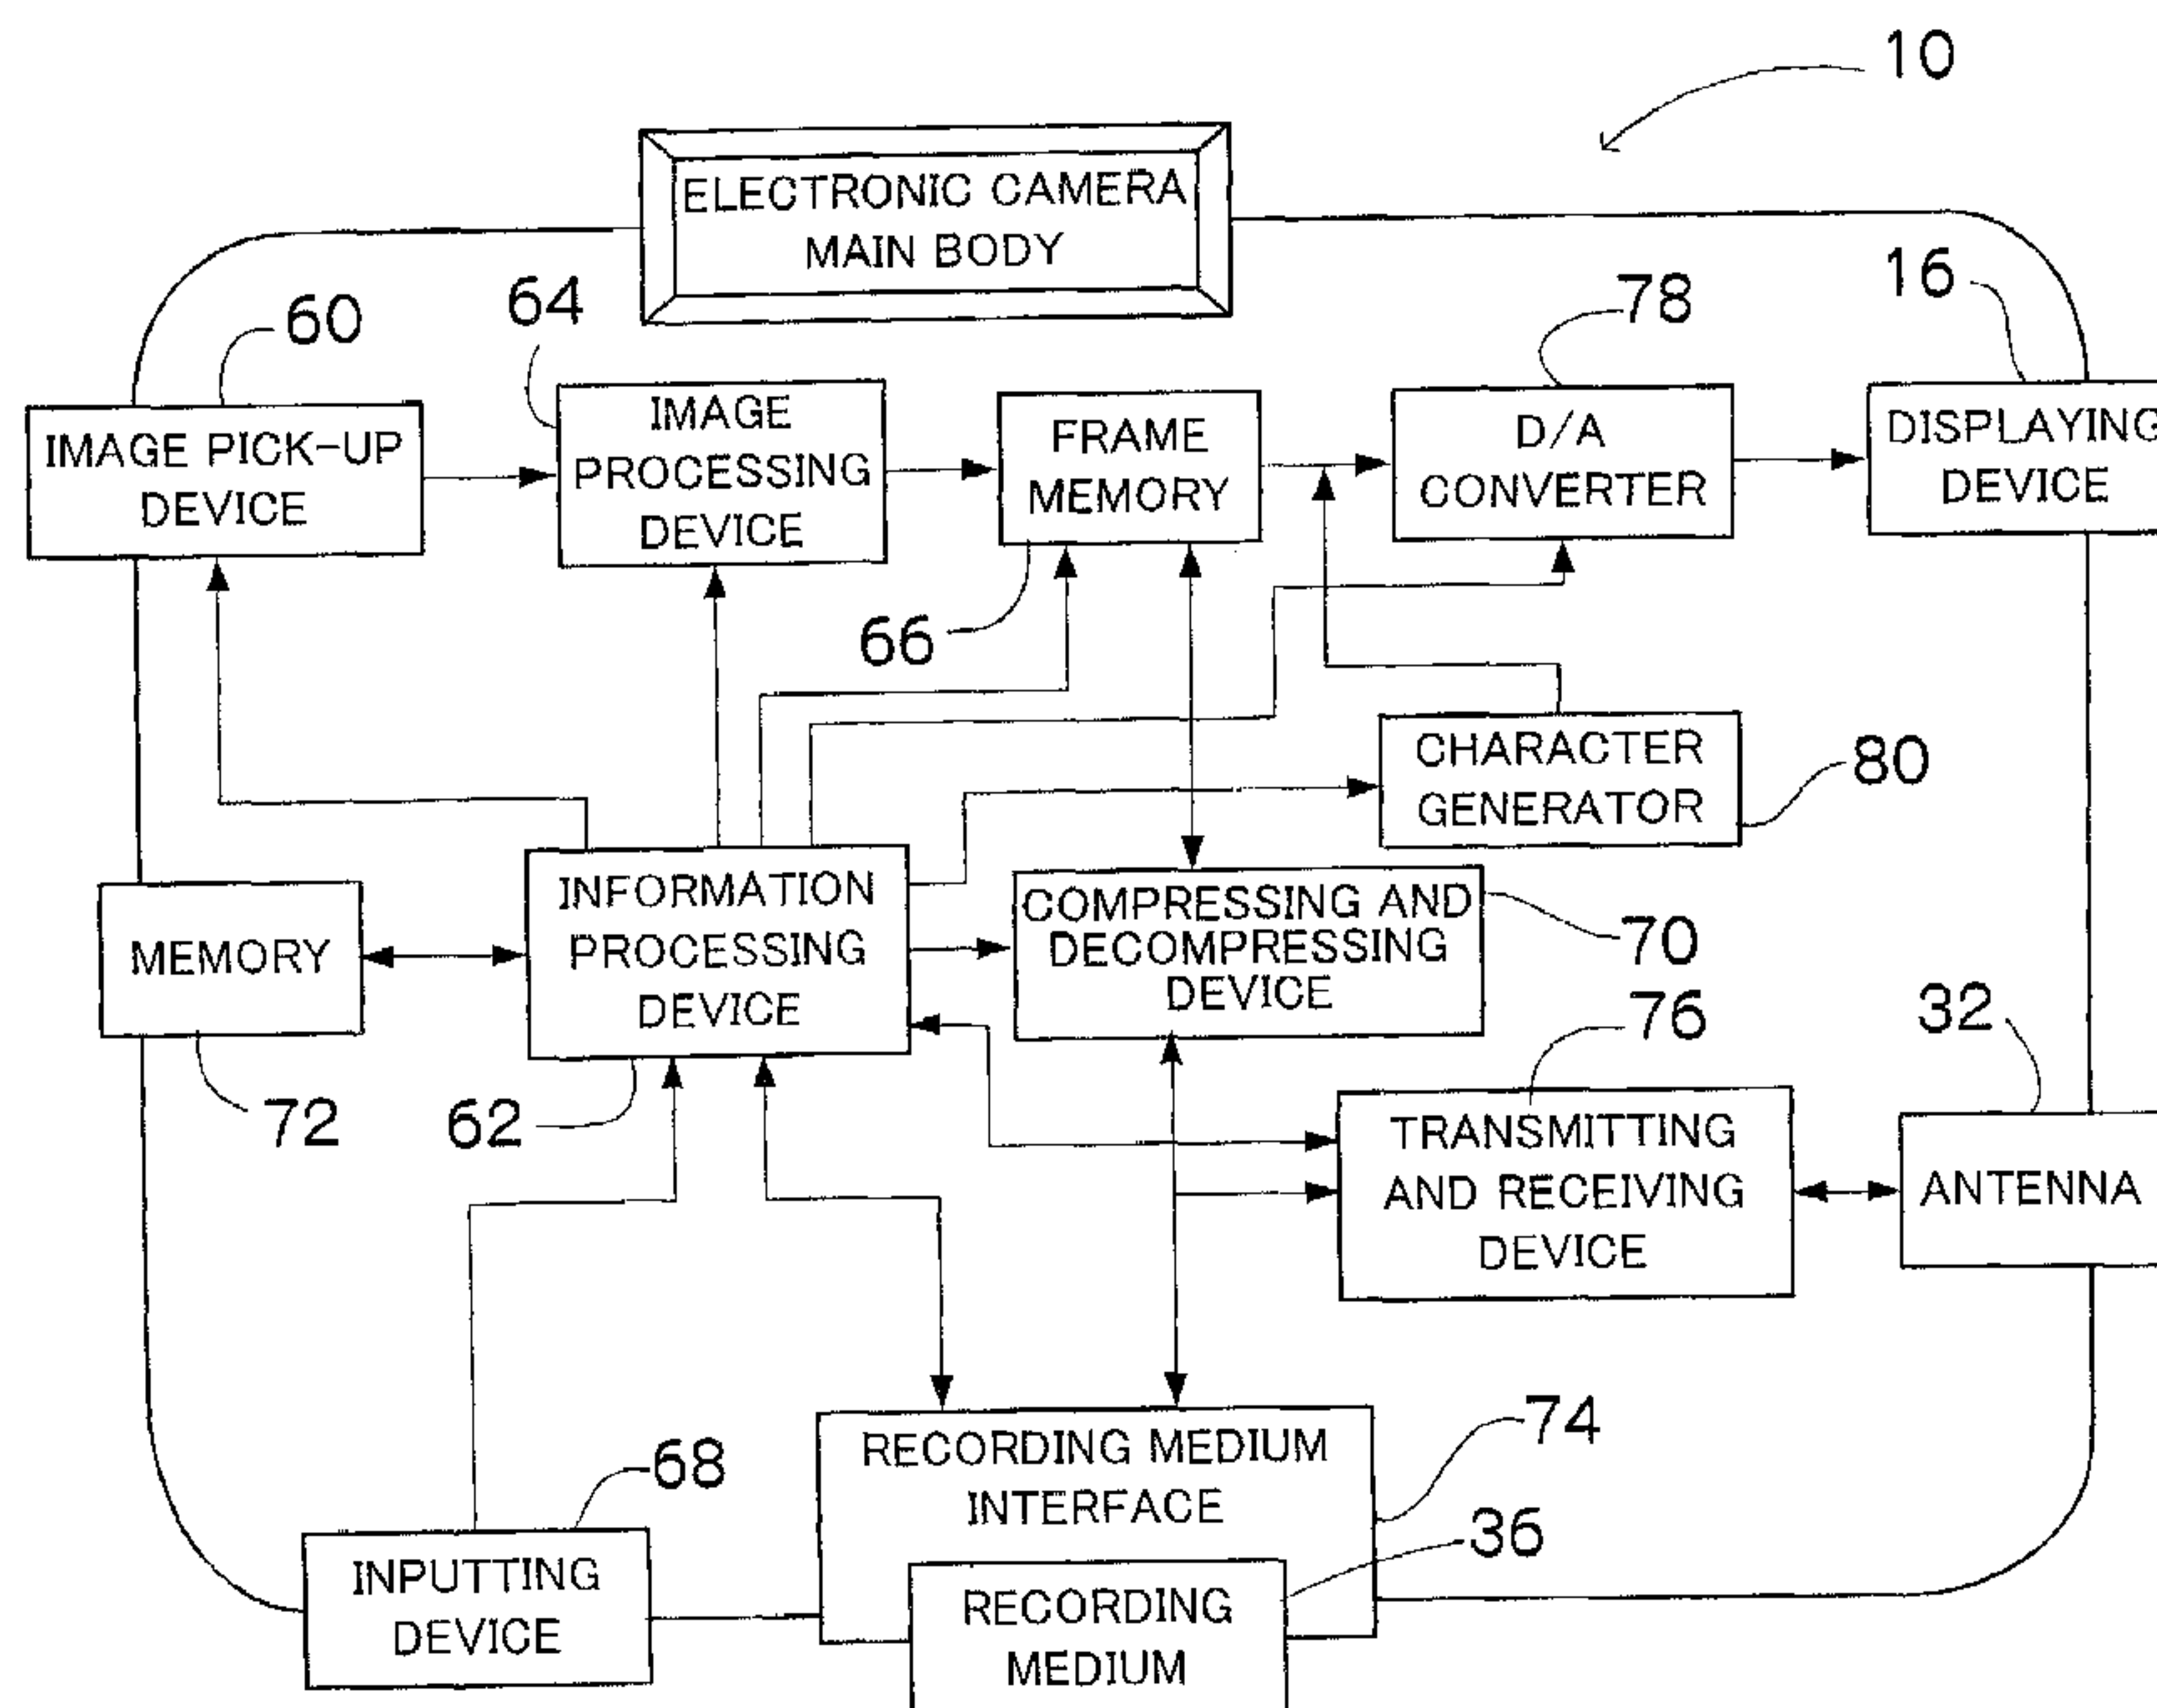 10
ELECTRONIC CAMERA
MAIN BODY
60
64
78
16
IMAGE PICK-UP
DEVICE
IMAGE
PROCESSING
DEVICE
FRAME
MEMORY
D/A
CONVERTER
DISPLAYING
DEVICE
66
CHARACTER
GENERATOR
80
MEMORY
INFORMATION
PROCESSING
DEVICE
COMPRESSING AND
DECOMPRESSING
DEVICE
70
72
62
76
32
TRANSMITTING
AND RECEIVING
DEVICE
ANTENNA
68
RECORDING MEDIUM
INTERFACE
74
36
INPUTTING
DEVICE
RECORDING
MEDIUM